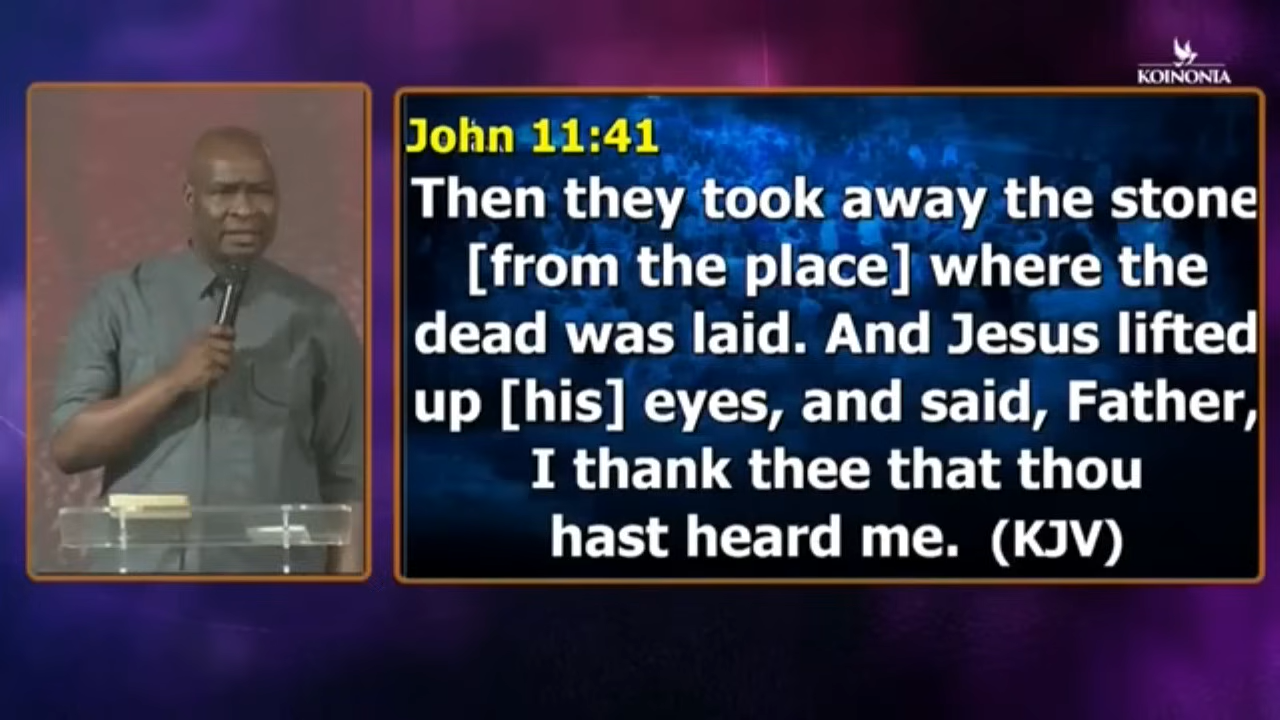 KOINONIA
John 11:41
Then they took away the stone
[from the place] where the
dead was laid. And Jesus lifted
up [his] eyes, and said, Father,
I thank thee that thou
hast heard me. (KJV)